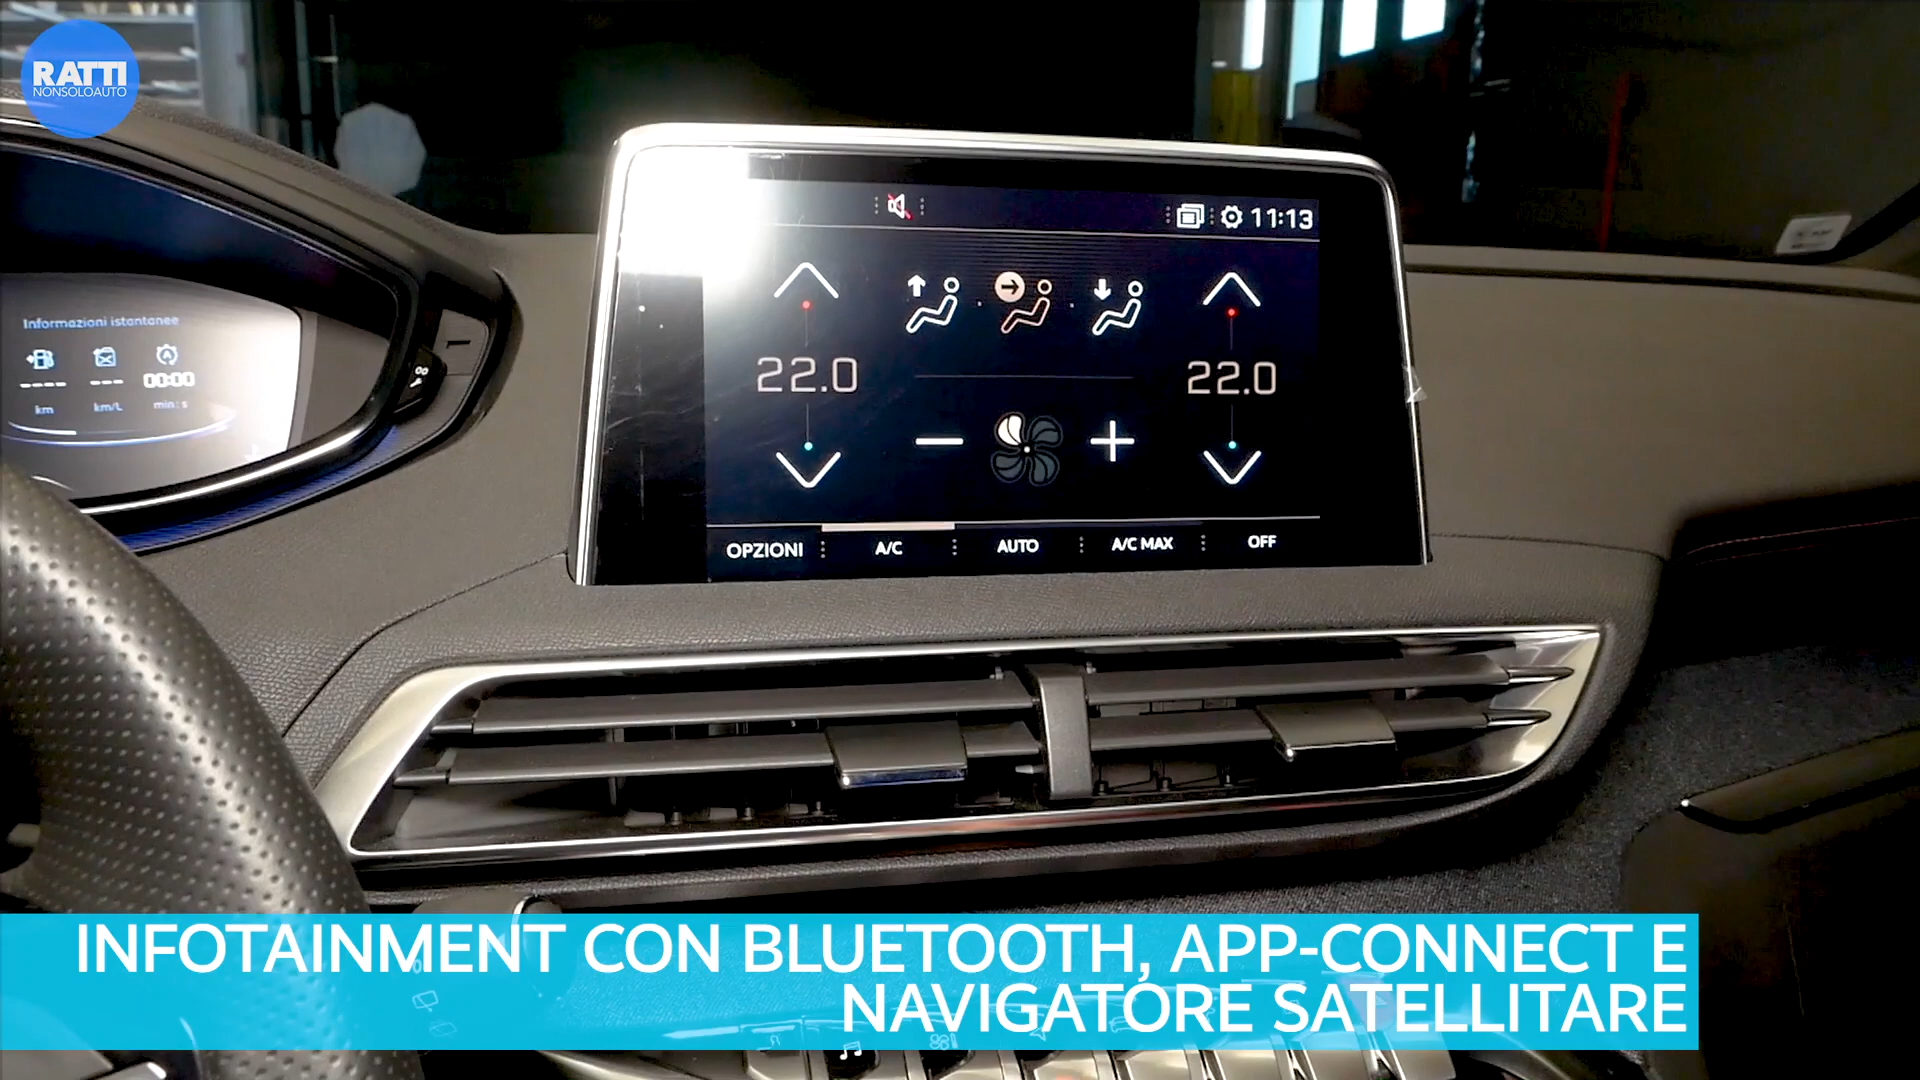 RATTI
NONSOLOAUTO
11:13
Informazioni istantanee
22.0
22.0
---- --- 00:00
km km/L min:s
OPZIONI A/C AUTO A/C MAX OFF
INFOTAINMENT CON BLUETOOTH, APP-CONNECT E
NAVIGATORE SATELLITARE